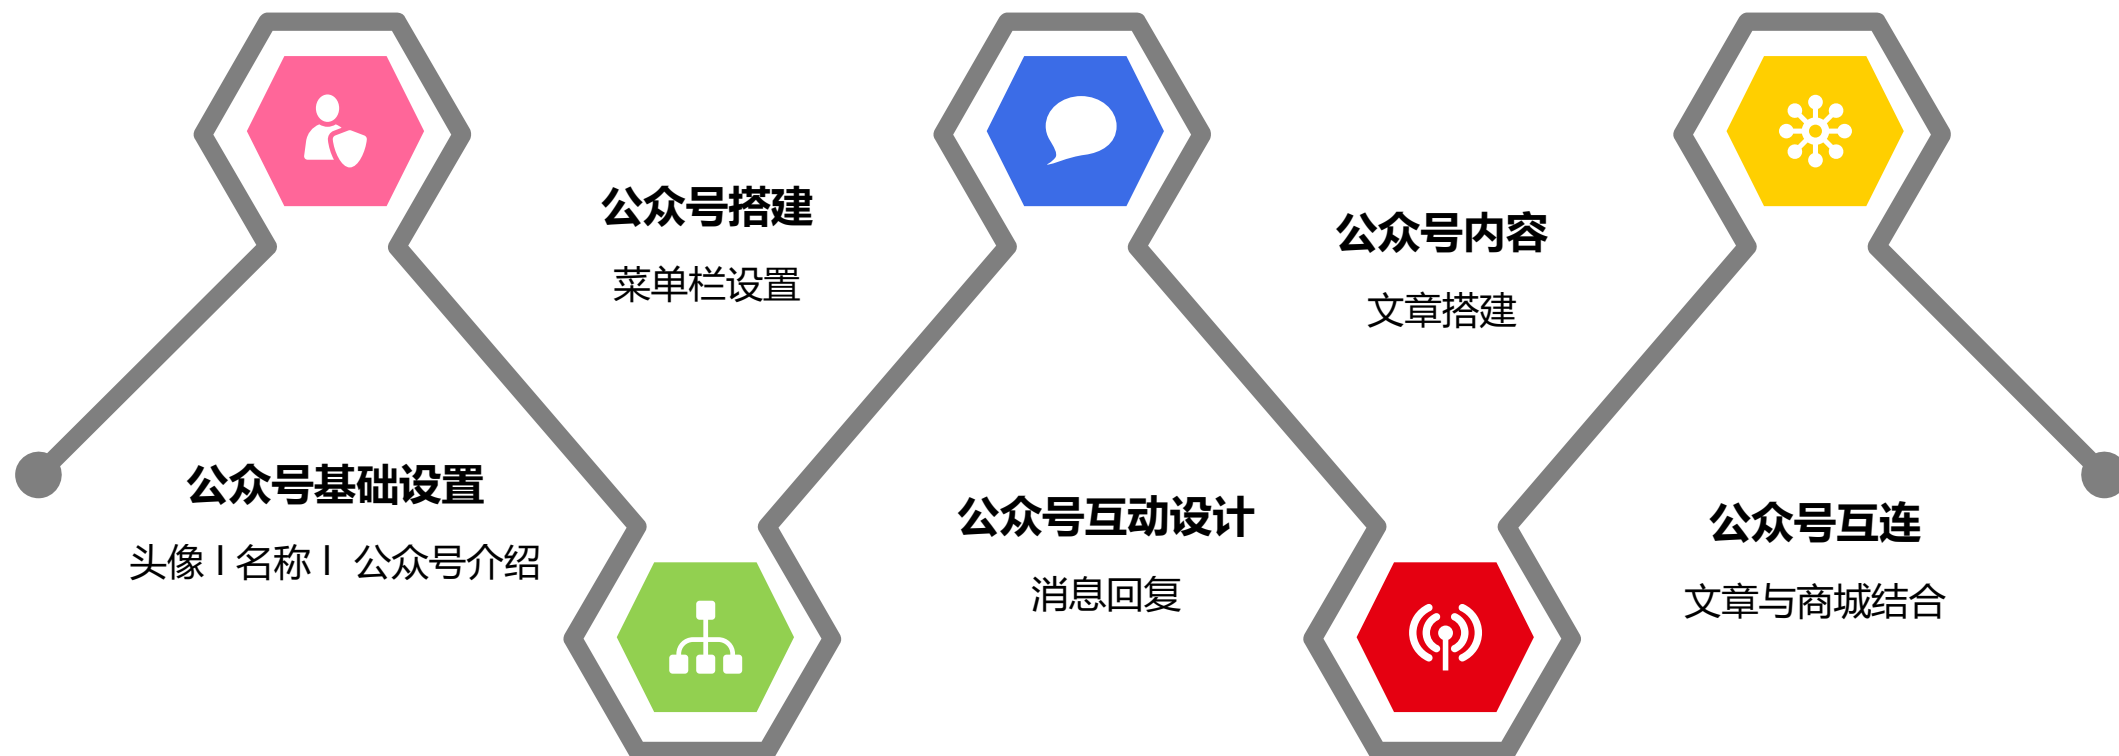 公众号基础设置
头像 l 名称 l 公众号介绍
公众号搭建
菜单栏设置
公众号互动设计
消息回复
公众号内容
文章搭建
公众号互连
文章与商城结合